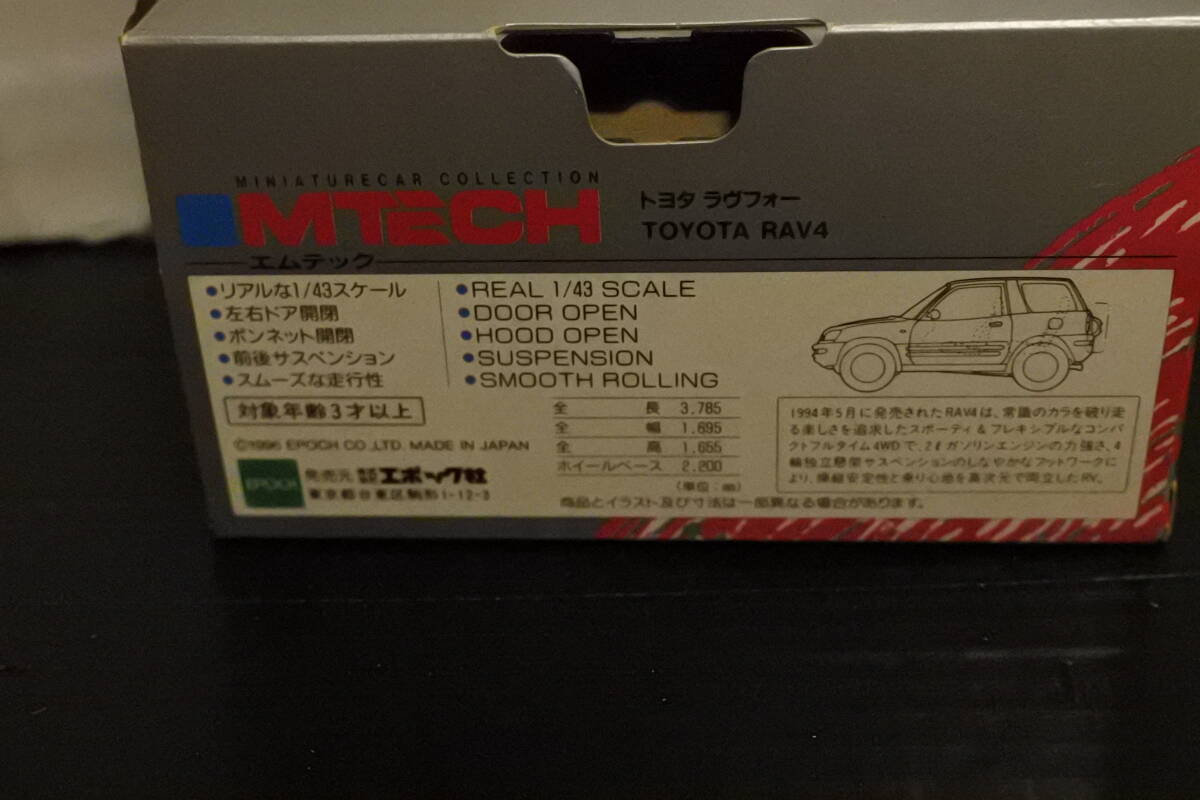 MINIATURECAR COLLECTION
MTECH
エムテック
トヨタ ラヴフォー
TOYOTA RAV4
●リアルな1/43スケール
●左右ドア開閉
●ボンネット開閉
●前後サスペンション
●スムーズな走行性
●REAL 1/43 SCALE
●DOOR OPEN
●HOOD OPEN
●SUSPENSION
●SMOOTH ROLLING
対象年齢3才以上
©1996 EPOCH CO.,LTD. MADE IN JAPAN
EPOCH
発売元 株式会社 エポック社
東京都台東区駒形1-12-3
全 長 3,785
全 幅 1,695
全 高 1,655
ホイールベース 2,200
(単位:㎜)
商品とイラスト及び寸法は一部異なる場合があります。
1994年5月に発売されたRAV4は、常識のカラを破り走
る楽しさを追求したスポーティ&フレキシブルなコンパ
クトフルタイム4WDで、2ℓガソリンエンジンの力強さ、4
輪独立懸架サスペンションのしなやかなフットワークに
より、操縦安定性と乗り心地を高次元で両立したRV。